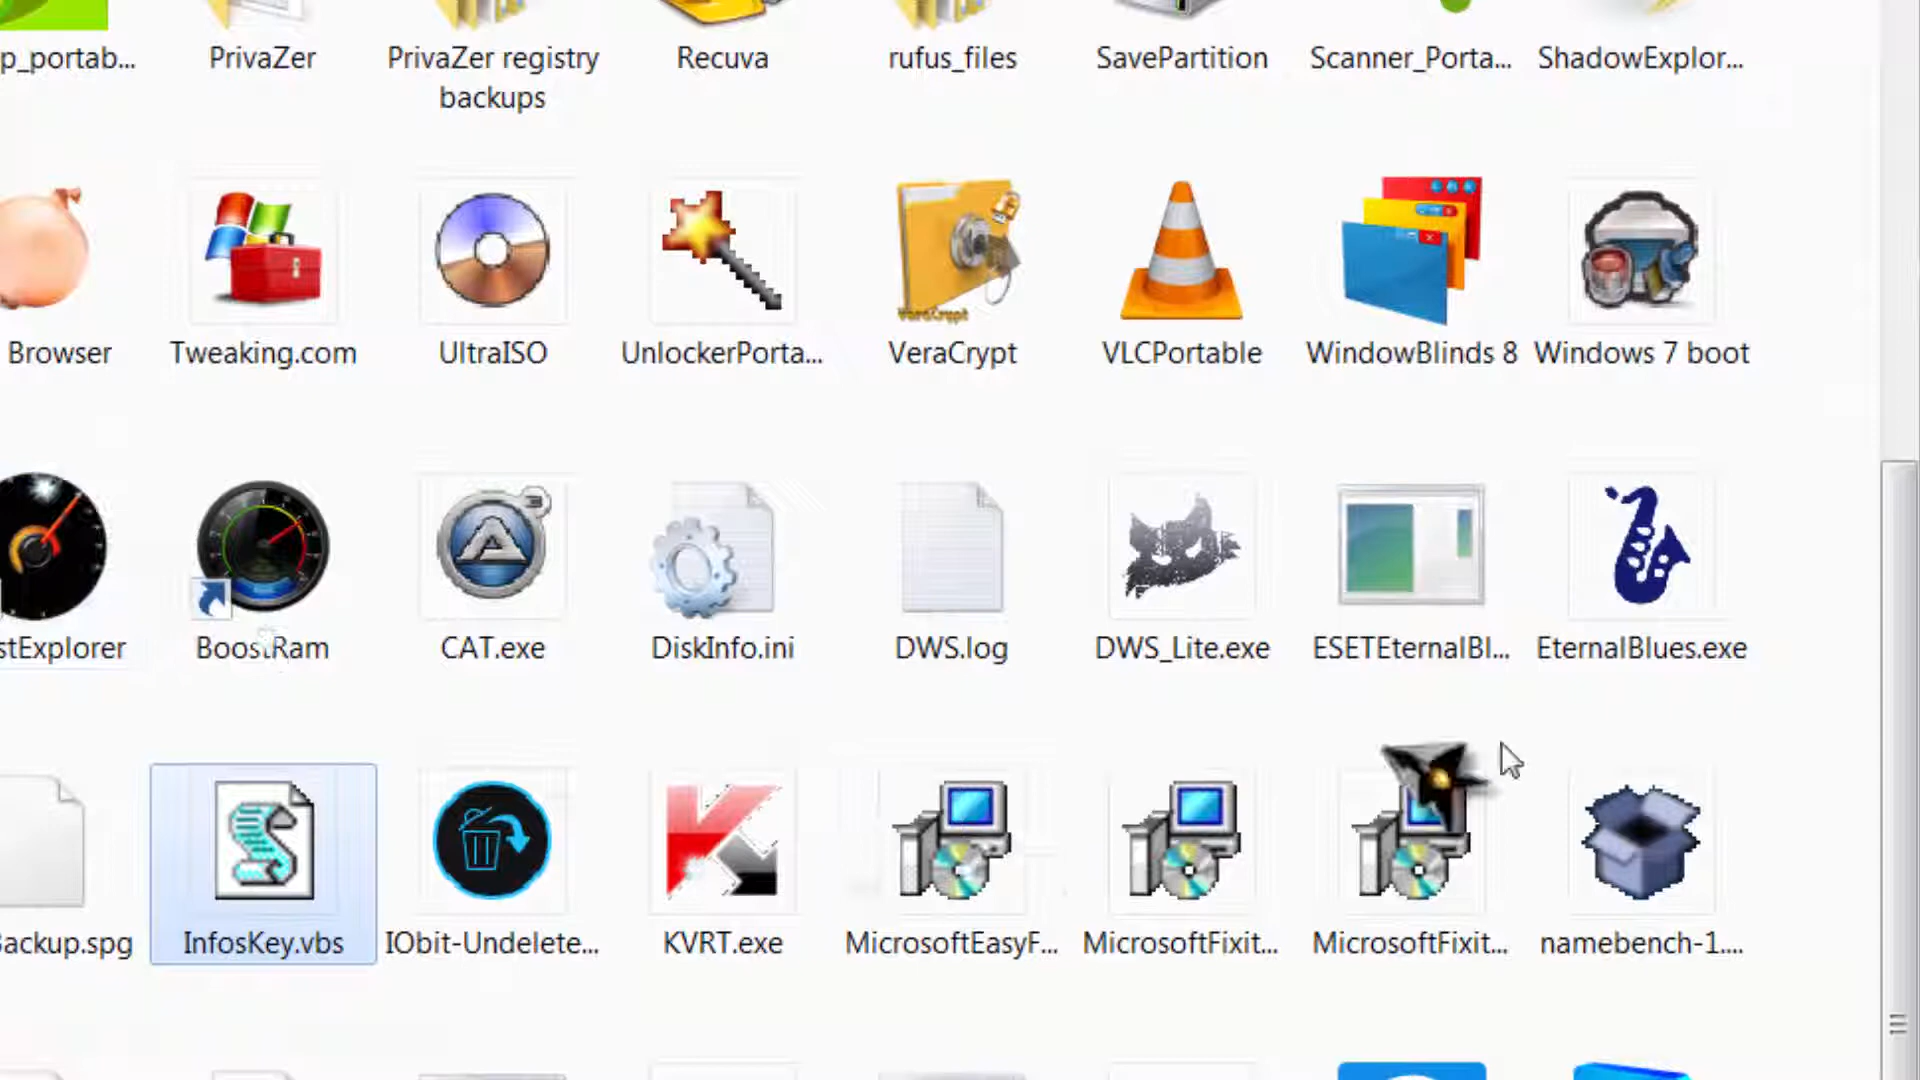 p_portab...
PrivaZer
PrivaZer registry
backups
Recuva
rufus_files
SavePartition
Scanner_Porta...
ShadowExplor...
Browser
Tweaking.com
UltraISO
UnlockerPorta...
VeraCrypt
VeraCrypt
VLCPortable
WindowBlinds 8
Windows 7 boot
stExplorer
BoostRam
CAT.exe
DiskInfo.ini
DWS.log
DWS_Lite.exe
ESETEternalBl...
EternalBlues.exe
Backup.spg
InfosKey.vbs
IObit-Undelete...
KVRT.exe
MicrosoftEasyF...
MicrosoftFixit...
MicrosoftFixit...
namebench-1....